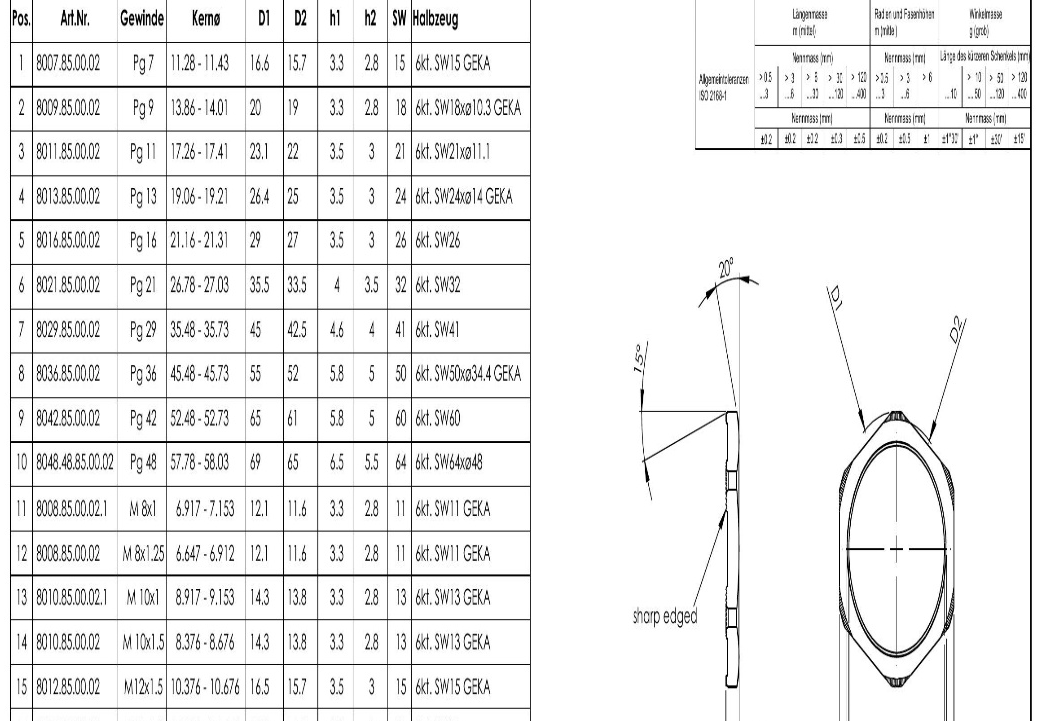 Pos. Art.Nr. Gewinde Kernø D1 D2 h1 h2 SW Halbzeug
1 8007.85.00.02 Pg 7 11.28 - 11.43 16.6 15.7 3.3 2.8 15 6kt. SW15 GEKA
2 8009.85.00.02 Pg 9 13.86 - 14.01 20 19 3.3 2.8 18 6kt. SW18xø10.3 GEKA
3 8011.85.00.02 Pg 11 17.26 - 17.41 23.1 22 3.5 3 21 6kt. SW21xø11.1
4 8013.85.00.02 Pg 13 19.06 - 19.21 26.4 25 3.5 3 24 6kt. SW24xø14 GEKA
5 8016.85.00.02 Pg 16 21.16 - 21.31 29 27 3.5 3 26 6kt. SW26
6 8021.85.00.02 Pg 21 26.78 - 27.03 35.5 33.5 4 3.5 32 6kt. SW32
7 8029.85.00.02 Pg 29 35.48 - 35.73 45 42.5 4.6 4 41 6kt. SW41
8 8036.85.00.02 Pg 36 45.48 - 45.73 55 52 5.8 5 50 6kt. SW50xø34.4 GEKA
9 8042.85.00.02 Pg 42 52.48 - 52.73 65 61 5.8 5 60 6kt. SW60
10 8048.48.85.00.02 Pg 48 57.78 - 58.03 69 65 6.5 5.5 64 6kt. SW64xø48
11 8008.85.00.02.1 M 8x1 6.917 - 7.153 12.1 11.6 3.3 2.8 11 6kt. SW11 GEKA
12 8008.85.00.02 M 8x1.25 6.647 - 6.912 12.1 11.6 3.3 2.8 11 6kt. SW11 GEKA
13 8010.85.00.02.1 M 10x1 8.917 - 9.153 14.3 13.8 3.3 2.8 13 6kt. SW13 GEKA
14 8010.85.00.02 M 10x1.5 8.376 - 8.676 14.3 13.8 3.3 2.8 13 6kt. SW13 GEKA
15 8012.85.00.02 M12x1.5 10.376 - 10.676 16.5 15.7 3.5 3 15 6kt. SW15 GEKA
Längenmasse Radien und Fasenhöhen Winkelmasse
m (mittel) m (mittel) g (grob)
Nennmass (mm) Nennmass (mm) Länge des kürzeren Schenkels (mm)
Allgemeintoleranzen > 0.5 > 3 > 6 > 30 > 120 > 0.5 > 3 > 6 > 10 > 50 > 120
ISO 2168-1 ...3 ...6 ...30 ...120 ...400 ...3 ...6 ...10 ...50 ...120 ...400
Nennmass (mm) Nennmass (mm) Nennmass (mm)
±0.2 ±0.2 ±0.2 ±0.3 ±0.5 ±0.2 ±0.5 ±1 ±1°30' ±1° ±30' ±15'
20°
15°
D1
D2
sharp edged